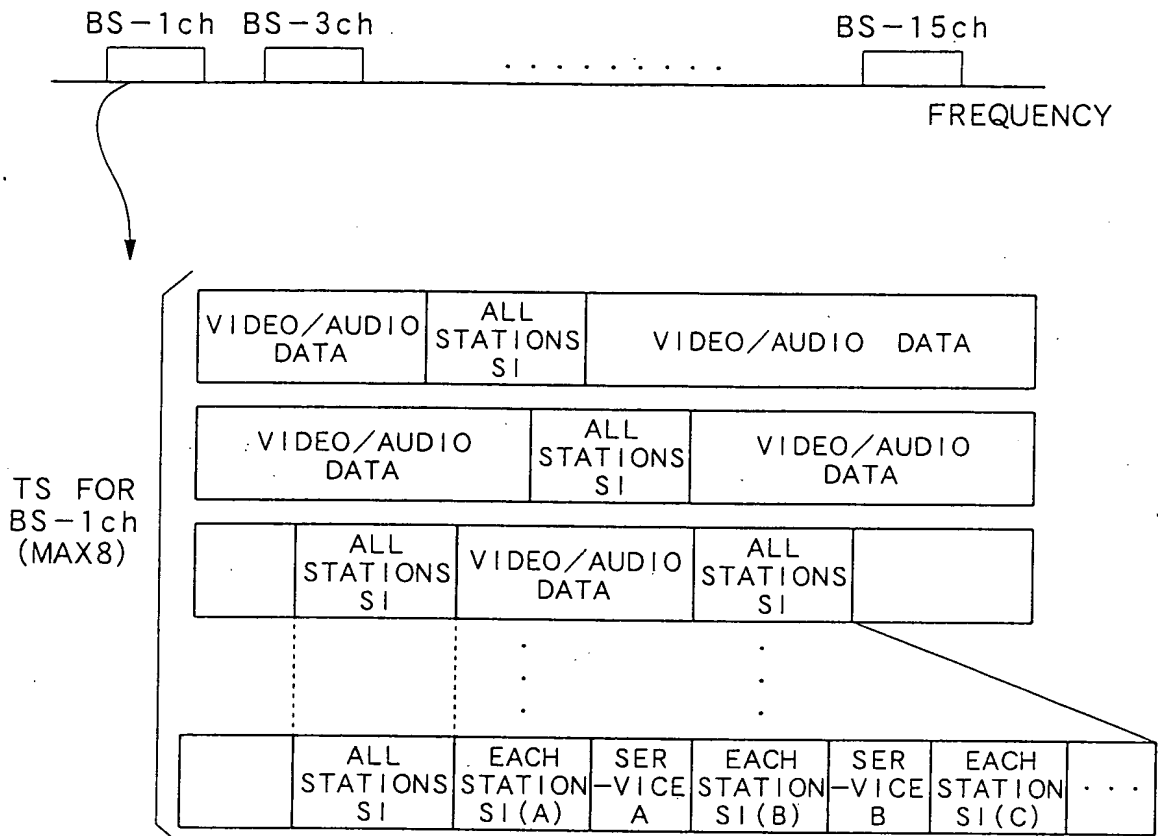 BS-1ch BS-3ch BS-15ch
. . . . . . . . .
FREQUENCY
VIDEO/AUDIO DATA
ALL STATIONS SI
VIDEO/AUDIO DATA
VIDEO/AUDIO DATA
ALL STATIONS SI
VIDEO/AUDIO DATA
TS FOR
BS-1ch
(MAX8)
ALL STATIONS SI
VIDEO/AUDIO DATA
ALL STATIONS SI
ALL STATIONS SI
EACH STATION SI(A)
SER-VICE A
EACH STATION SI(B)
SER-VICE B
EACH STATION SI(C)
. . .